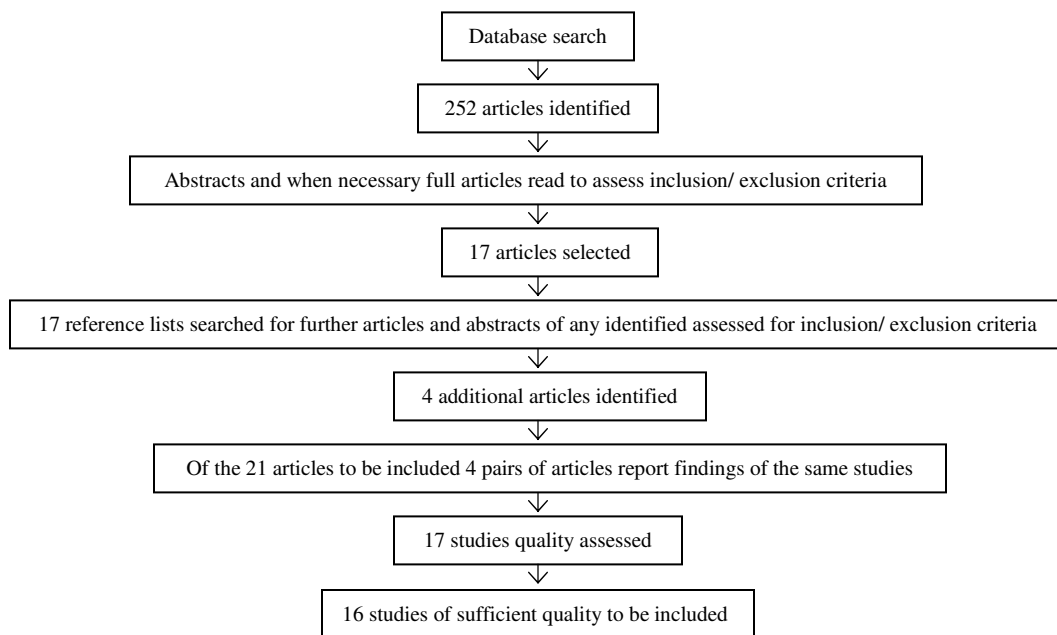 Database search
252 articles identified
Abstracts and when necessary full articles read to assess inclusion/ exclusion criteria
17 articles selected
17 reference lists searched for further articles and abstracts of any identified assessed for inclusion/ exclusion criteria
4 additional articles identified
Of the 21 articles to be included 4 pairs of articles report findings of the same studies
17 studies quality assessed
16 studies of sufficient quality to be included